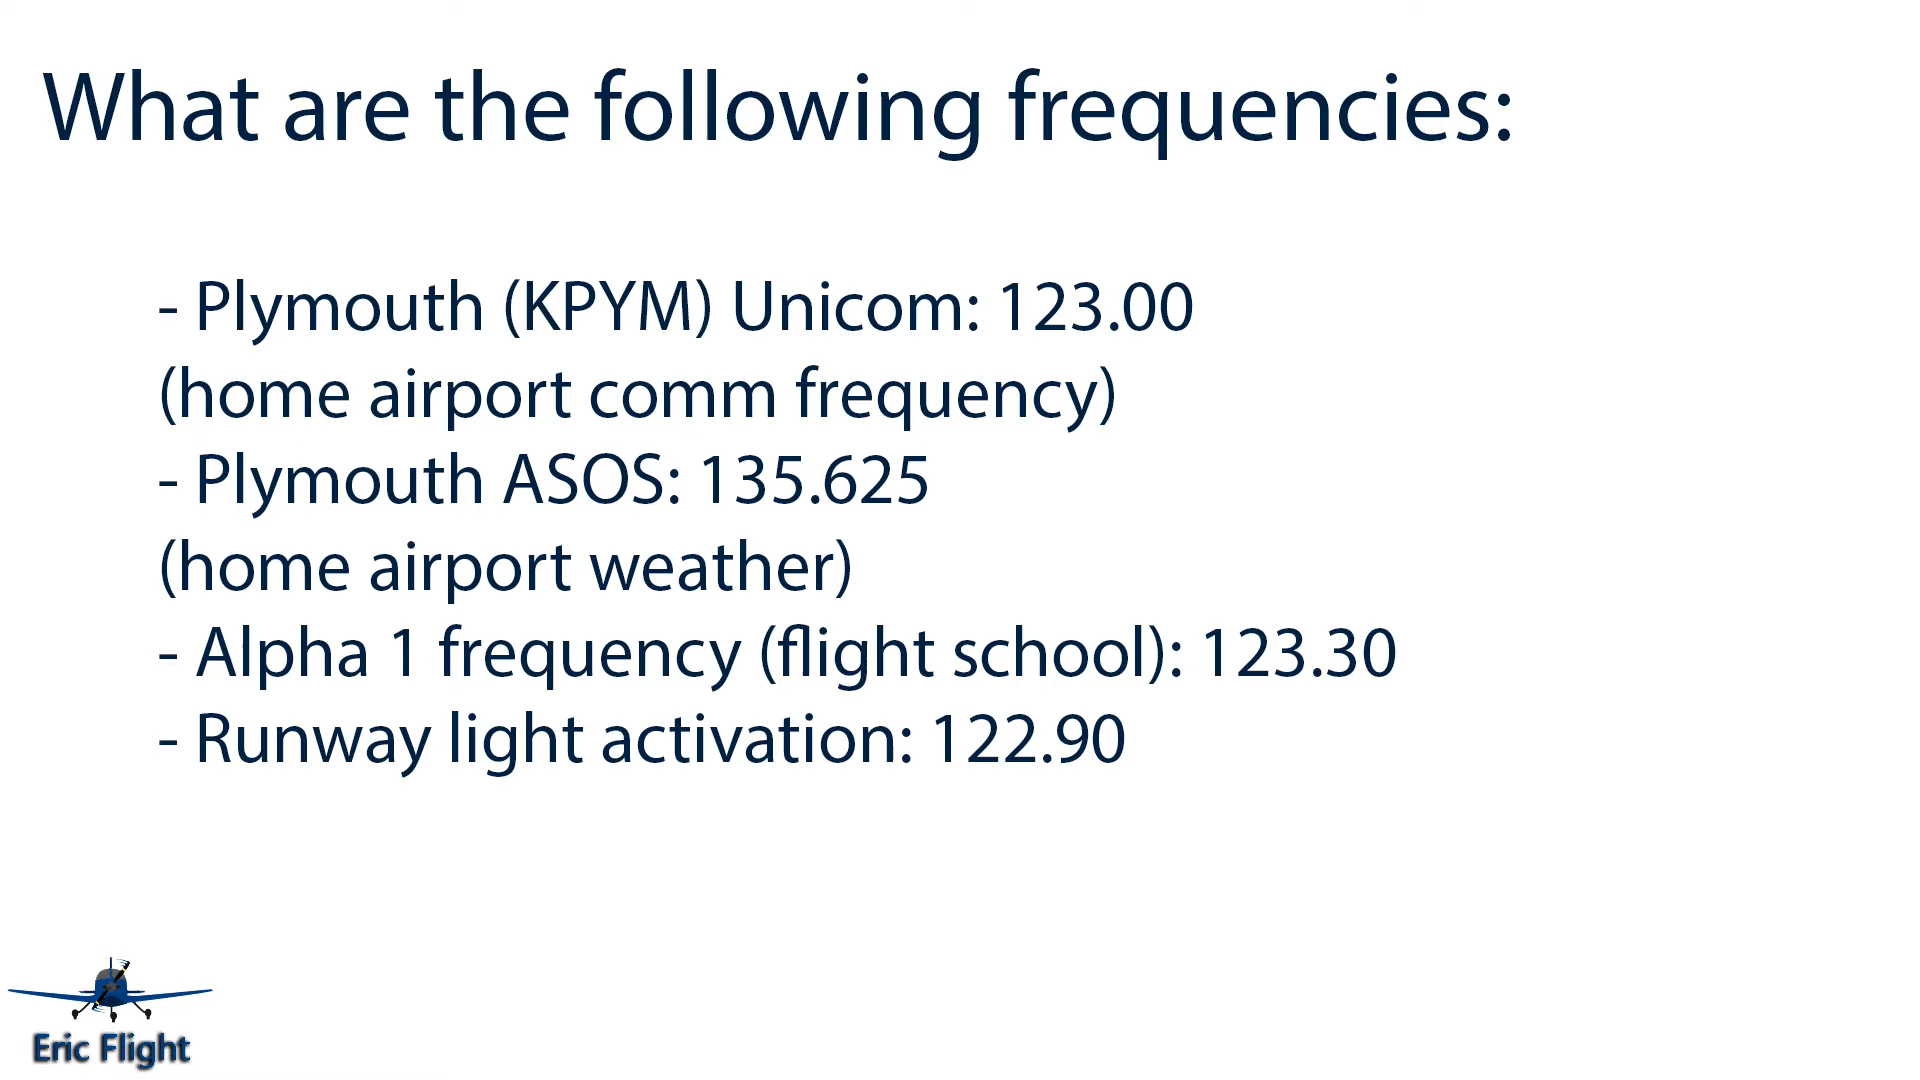 What are the following frequencies:
- Plymouth (KPYM) Unicom: 123.00
(home airport comm frequency)
- Plymouth ASOS: 135.625
(home airport weather)
- Alpha 1 frequency (flight school): 123.30
- Runway light activation: 122.90
Eric Flight